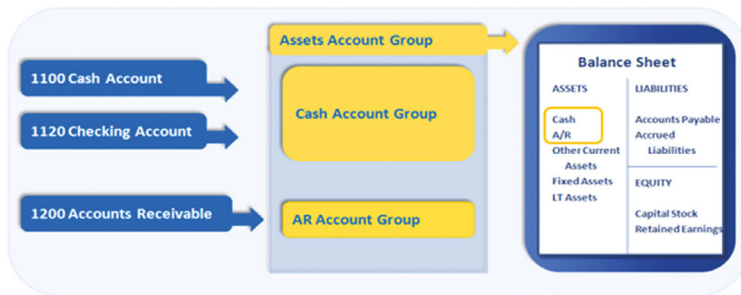 1100 Cash Account
1120 Checking Account
1200 Accounts Receivable
Assets Account Group
Cash Account Group
AR Account Group
Balance Sheet
ASSETS
Cash
A/R
Other Current
Assets
Fixed Assets
LT Assets
LIABILITIES
Accounts Payable
Accrued
Liabilities
EQUITY
Capital Stock
Retained Earnings